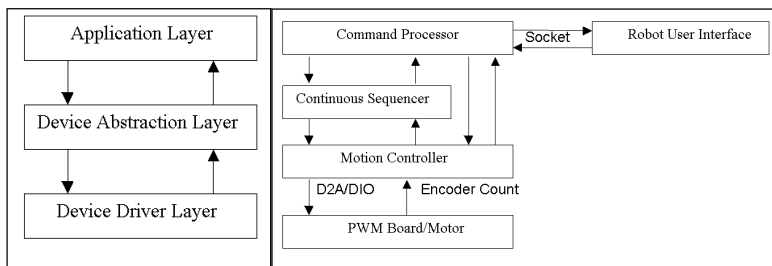 Application Layer
Device Abstraction Layer
Device Driver Layer
Command Processor
Socket
Robot User Interface
Continuous Sequencer
Motion Controller
D2A/DIO
Encoder Count
PWM Board/Motor